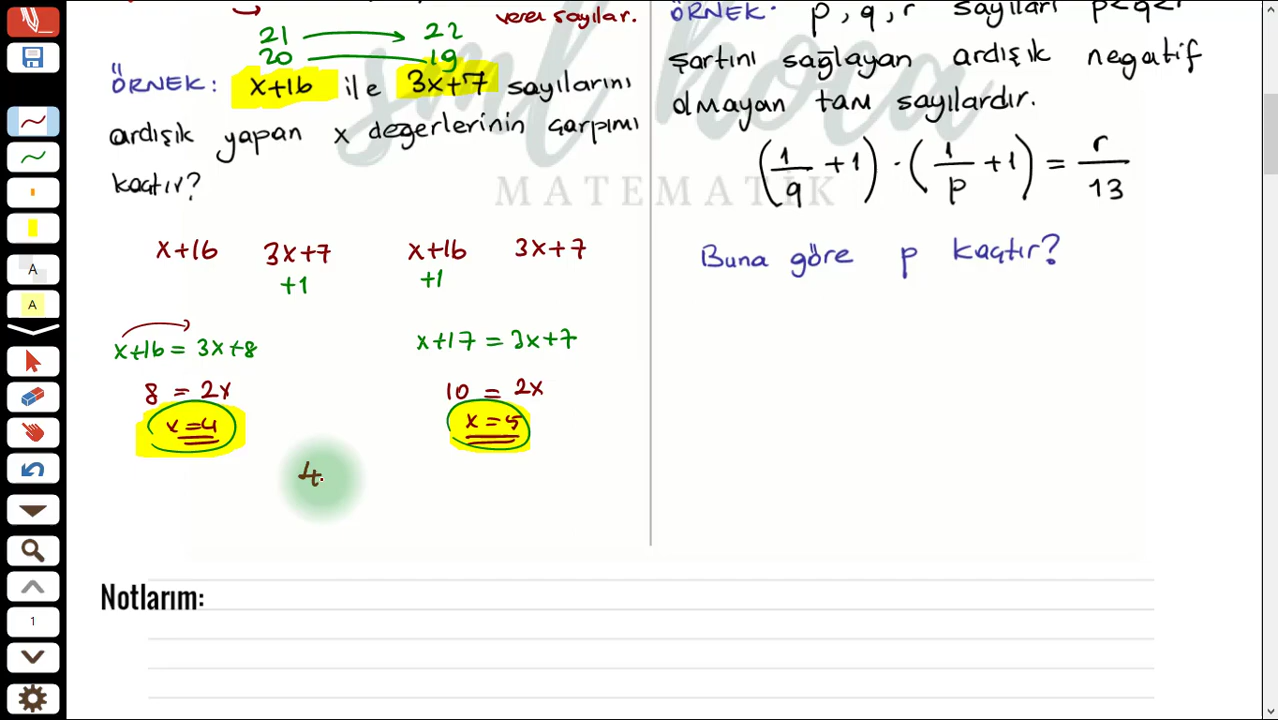 veren sayılar.
21 → 22
20 19
ÖRNEK: x+16 ile 3x+7 sayılarını
ardışık yapan x değerlerinin çarpımı
kaçtır?
x+16 3x+7 x+16 3x+7
+1 +1
x+16 = 3x+8 x+17 = 3x+7
8 = 2x 10 = 2x
x=4 x=5
4.
ÖRNEK: p, q, r sayıları p<q<r
şartını sağlayan ardışık negatif
olmayan tam sayılardır.
(1/q +1) · (1/p +1) = r/13
Buna göre p kaçtır?
hoca
MATEMATİK
Notlarım:
A
A
1